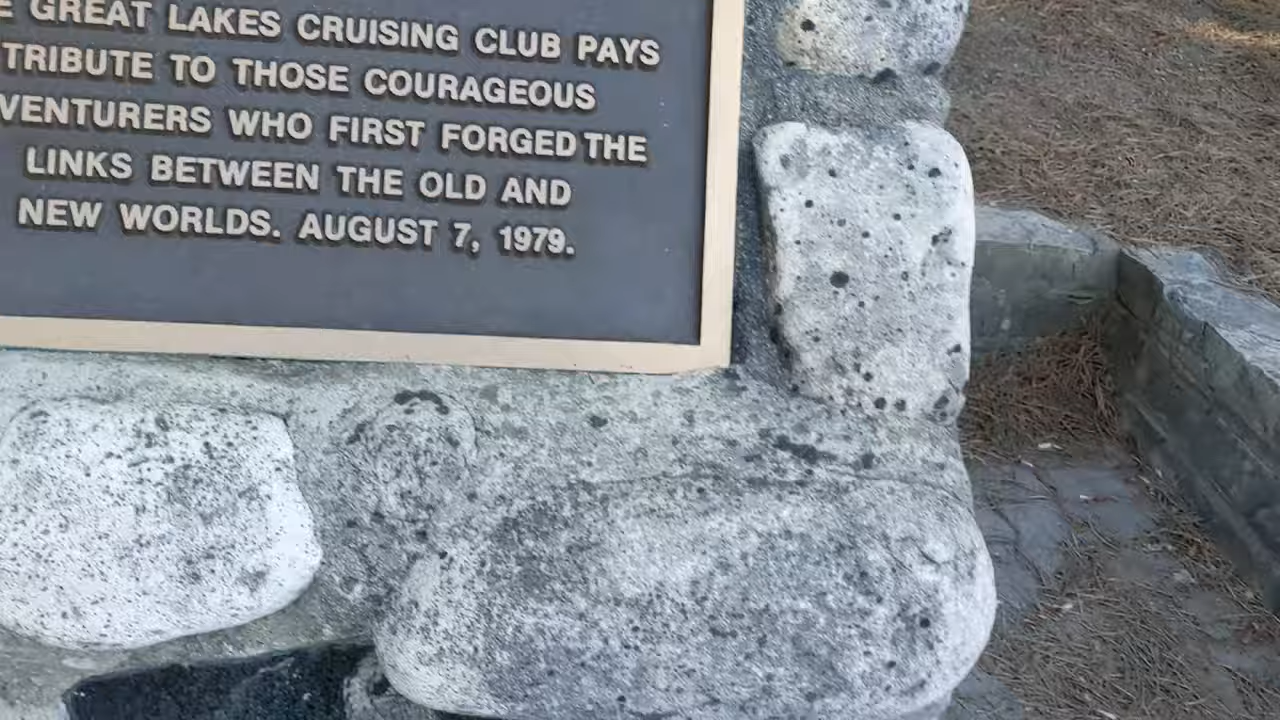 E GREAT LAKES CRUISING CLUB PAYS
TRIBUTE TO THOSE COURAGEOUS
VENTURERS WHO FIRST FORGED THE
LINKS BETWEEN THE OLD AND
NEW WORLDS. AUGUST 7, 1979.